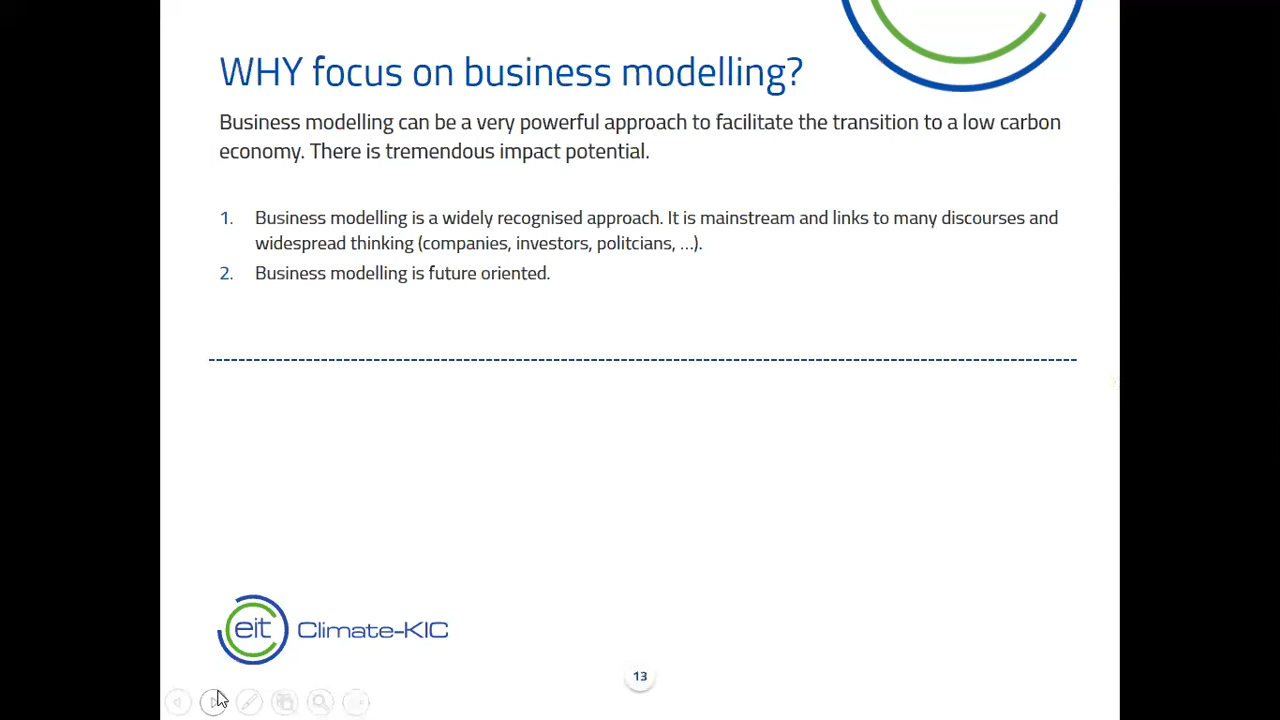 WHY focus on business modelling?
Business modelling can be a very powerful approach to facilitate the transition to a low carbon
economy. There is tremendous impact potential.
1. Business modelling is a widely recognised approach. It is mainstream and links to many discourses and
widespread thinking (companies, investors, politcians, ...).
2. Business modelling is future oriented.
eit Climate-KIC
13